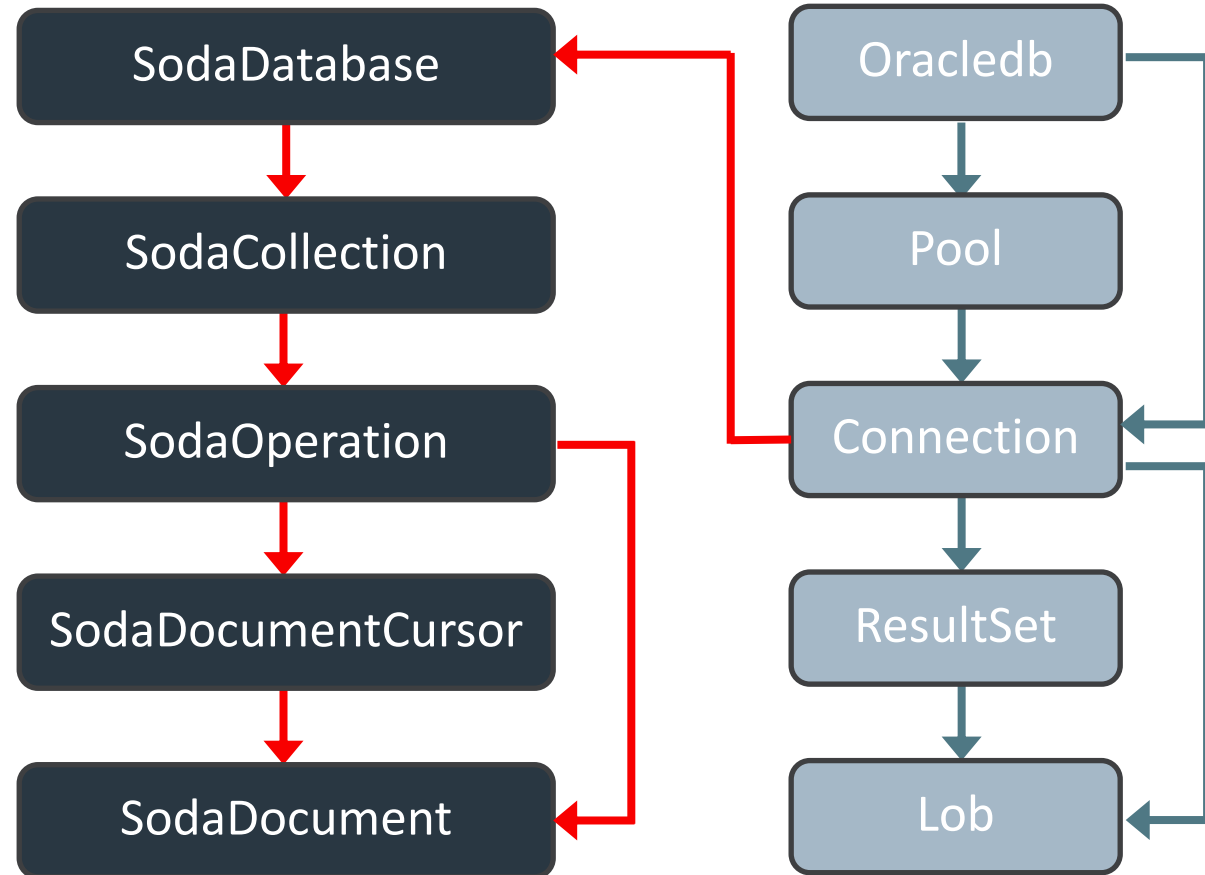 SodaDatabase
SodaCollection
SodaOperation
SodaDocumentCursor
SodaDocument
Oracledb
Pool
Connection
ResultSet
Lob